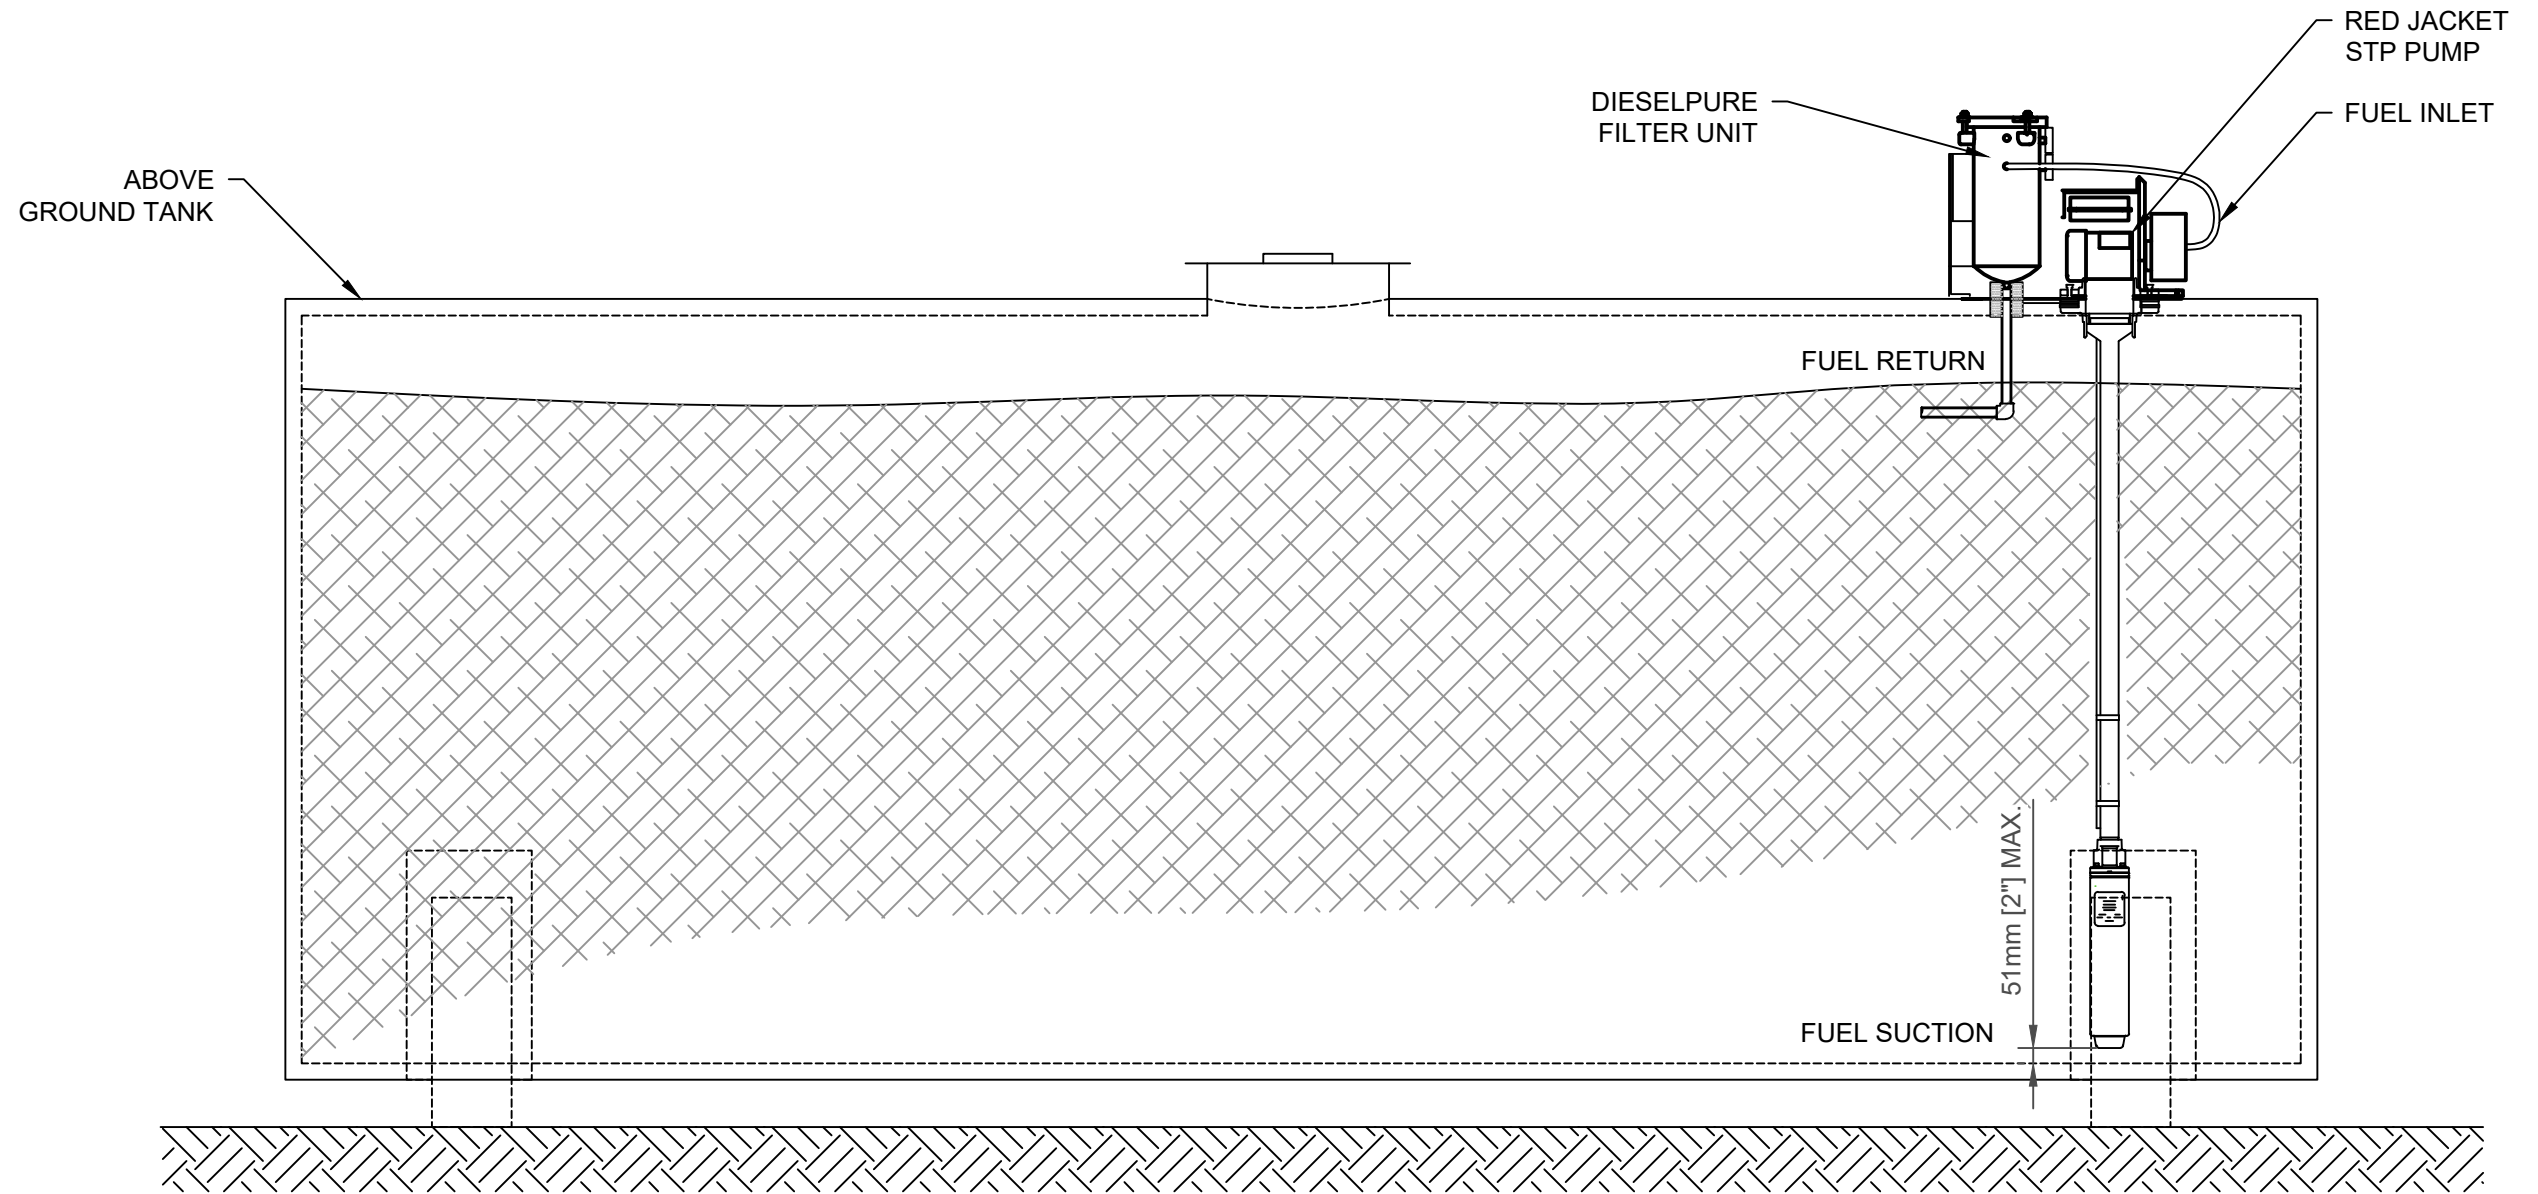 RED JACKET
STP PUMP
DIESELPURE
FILTER UNIT
FUEL INLET
ABOVE
GROUND TANK
FUEL RETURN
51mm [2"] MAX.
FUEL SUCTION